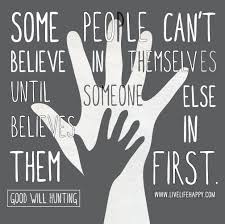 SOME PEOPLE CAN'T
BELIEVE IN THEMSELVES
UNTIL SOMEONE ELSE
BELIEVES IN
THEM FIRST.
GOOD WILL HUNTING
WWW.LIVELIFEHAPPY.COM